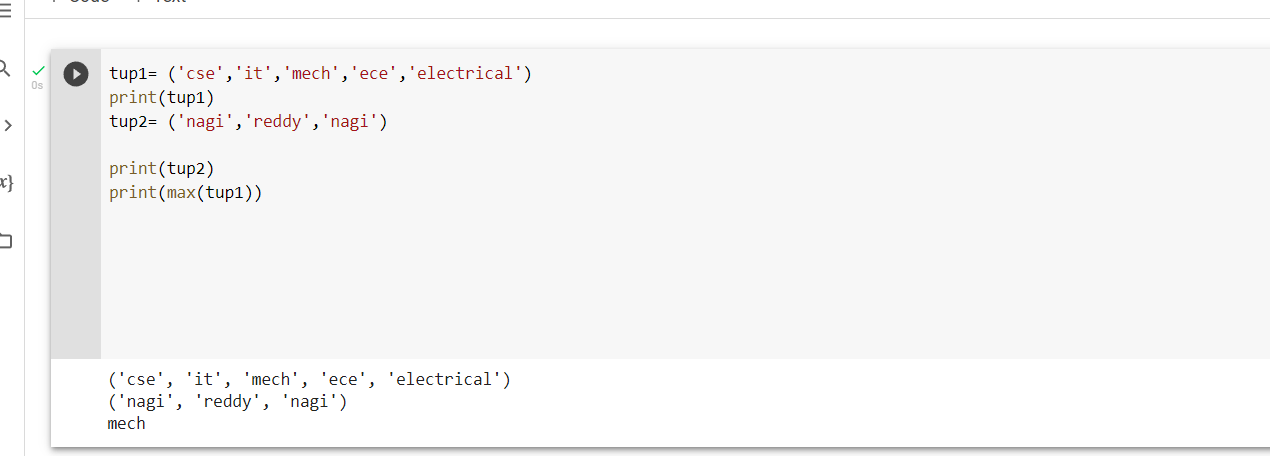 0s
tup1= ('cse','it','mech','ece','electrical')
print(tup1)
tup2= ('nagi','reddy','nagi')
print(tup2)
print(max(tup1))
('cse', 'it', 'mech', 'ece', 'electrical')
('nagi', 'reddy', 'nagi')
mech